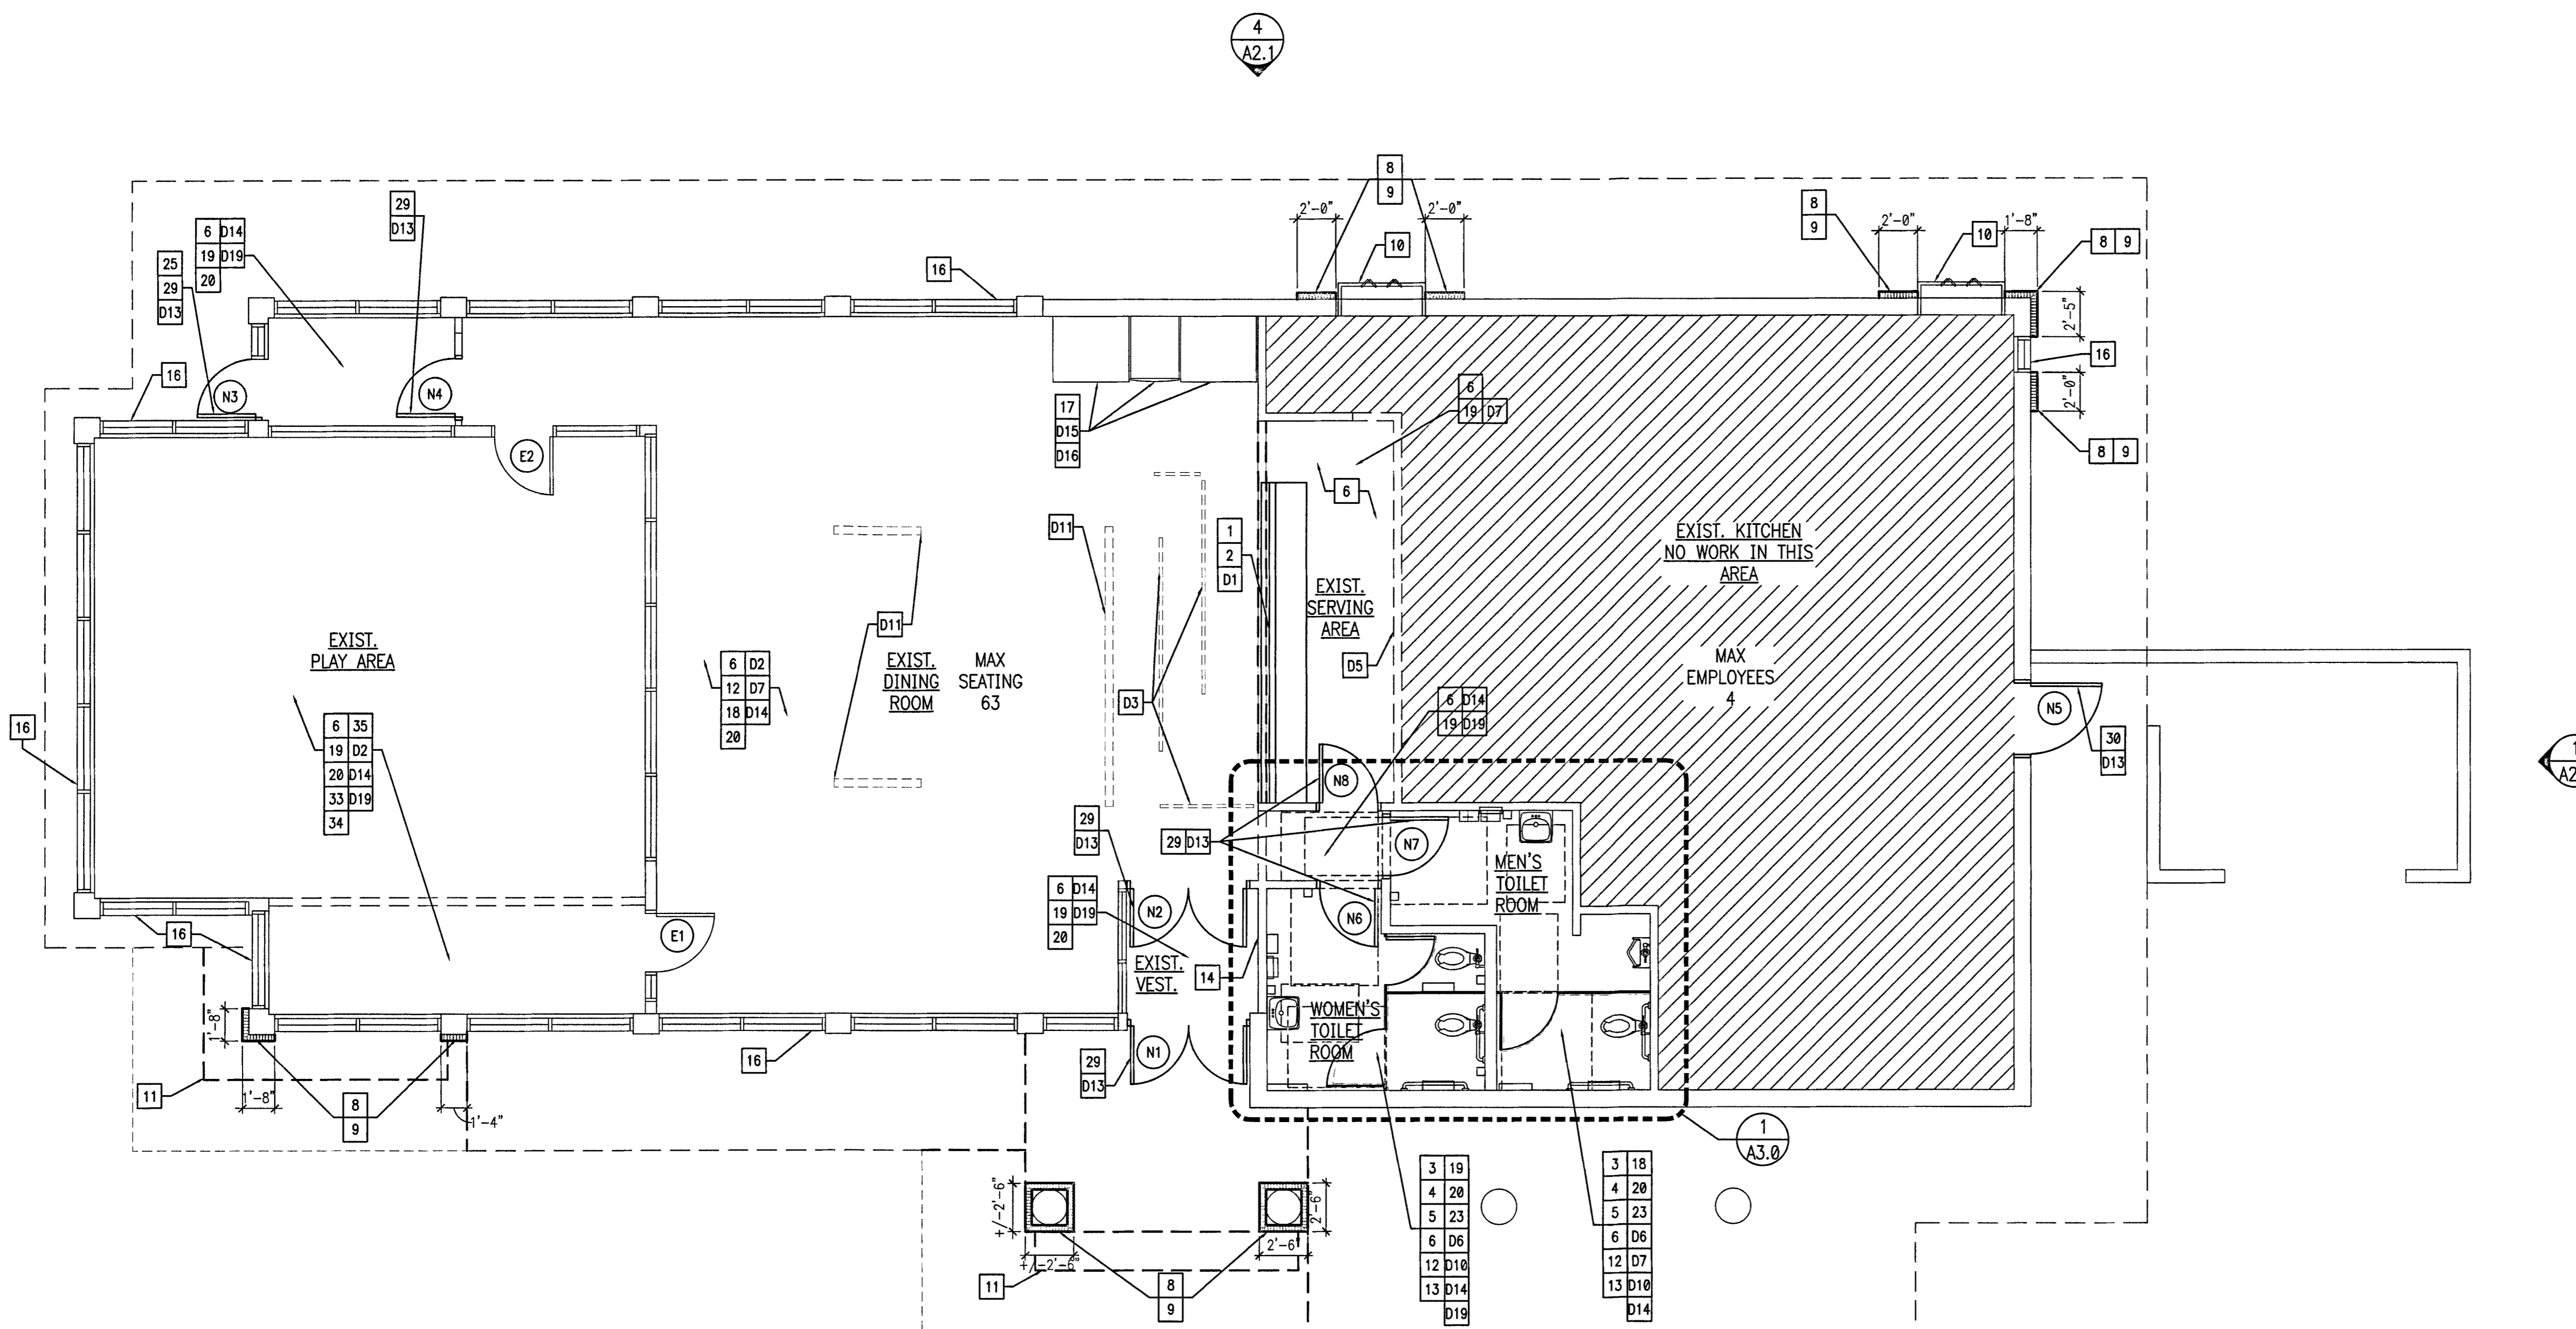 4
A2.1
8
9
29
D13
6 D14
19 D19
20
25
29
D13
2'-0"
2'-0"
10
8
9
2'-0"
10
1'-8"
8 9
16
2'-5"
16
16
2'-0"
8 9
N3
N4
17
D15
D16
6
19 D7
E2
6
D11
1
2
D1
EXIST. KITCHEN
NO WORK IN THIS
AREA
EXIST.
SERVING
AREA
D11
EXIST.
PLAY AREA
EXIST.
DINING
ROOM
MAX
SEATING
63
6 D2
12 D7
18 D14
20
D5
MAX
EMPLOYEES
4
D3
6 D14
19 D19
16
6 35
19 D2
20 D14
33 D19
34
N5
30
D13
1
A2
N8
29
D13
29 D13
N7
MEN'S
TOILET
ROOM
6 D14
19 D19
20
N2
N6
16
E1
EXIST.
VEST.
14
WOMEN'S
TOILET
ROOM
1'-8"
16
29
D13
N1
11
1'-8"
8
9
1'-4"
1
A3.0
+/-2'-6"
+/-2'-6"
2'-6"
2'-6"
11
8
9
3 19
4 20
5 23
6 D6
12 D10
13 D14
D19
3 18
4 20
5 23
6 D6
12 D7
13 D10
D14